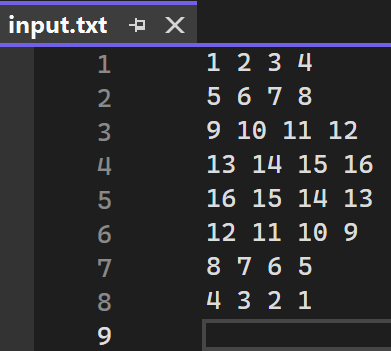 input.txt
1 1 2 3 4
2 5 6 7 8
3 9 10 11 12
4 13 14 15 16
5 16 15 14 13
6 12 11 10 9
7 8 7 6 5
8 4 3 2 1
9